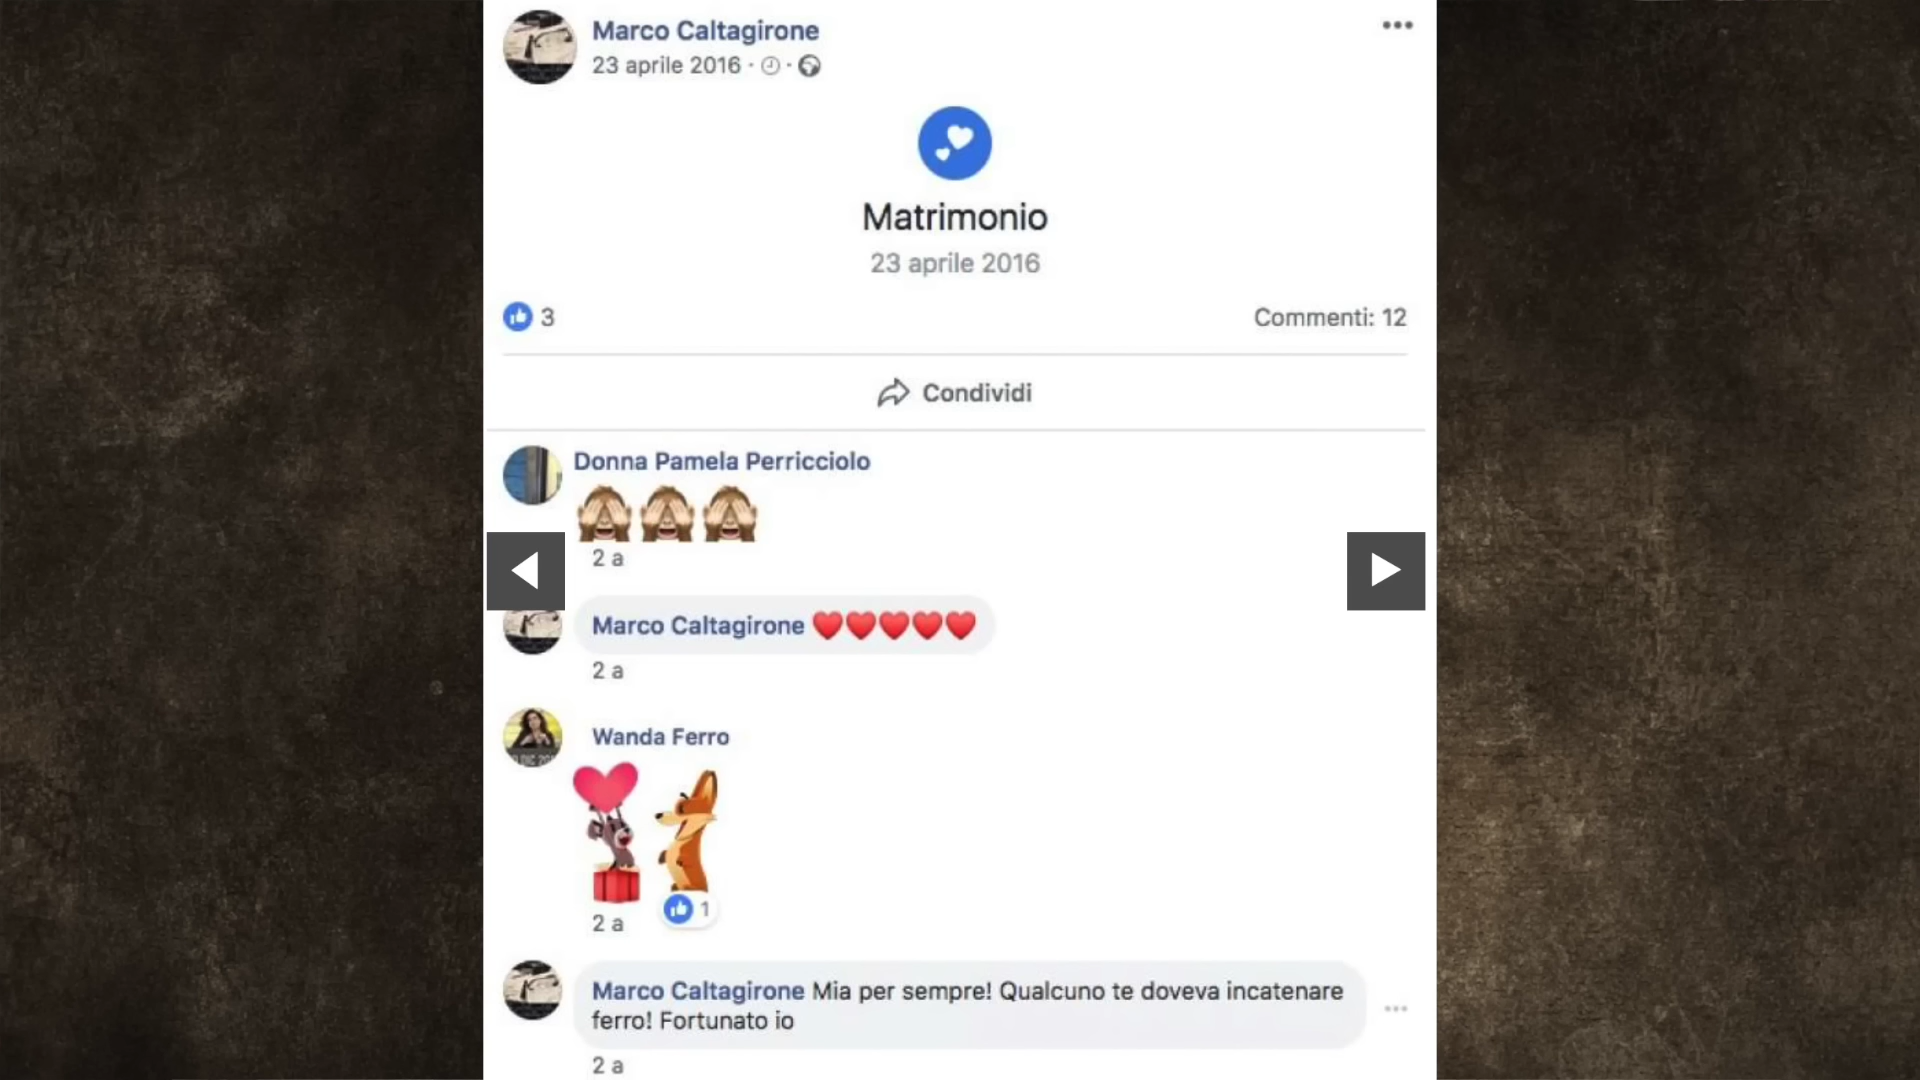 Marco Caltagirone
23 aprile 2016 · ·
Matrimonio
23 aprile 2016
3
Commenti: 12
Condividi
Donna Pamela Perricciolo
2 a
Marco Caltagirone ❤❤❤❤❤
2 a
Wanda Ferro
1
2 a
Marco Caltagirone Mia per sempre! Qualcuno te doveva incatenare
ferro! Fortunato io
2 a